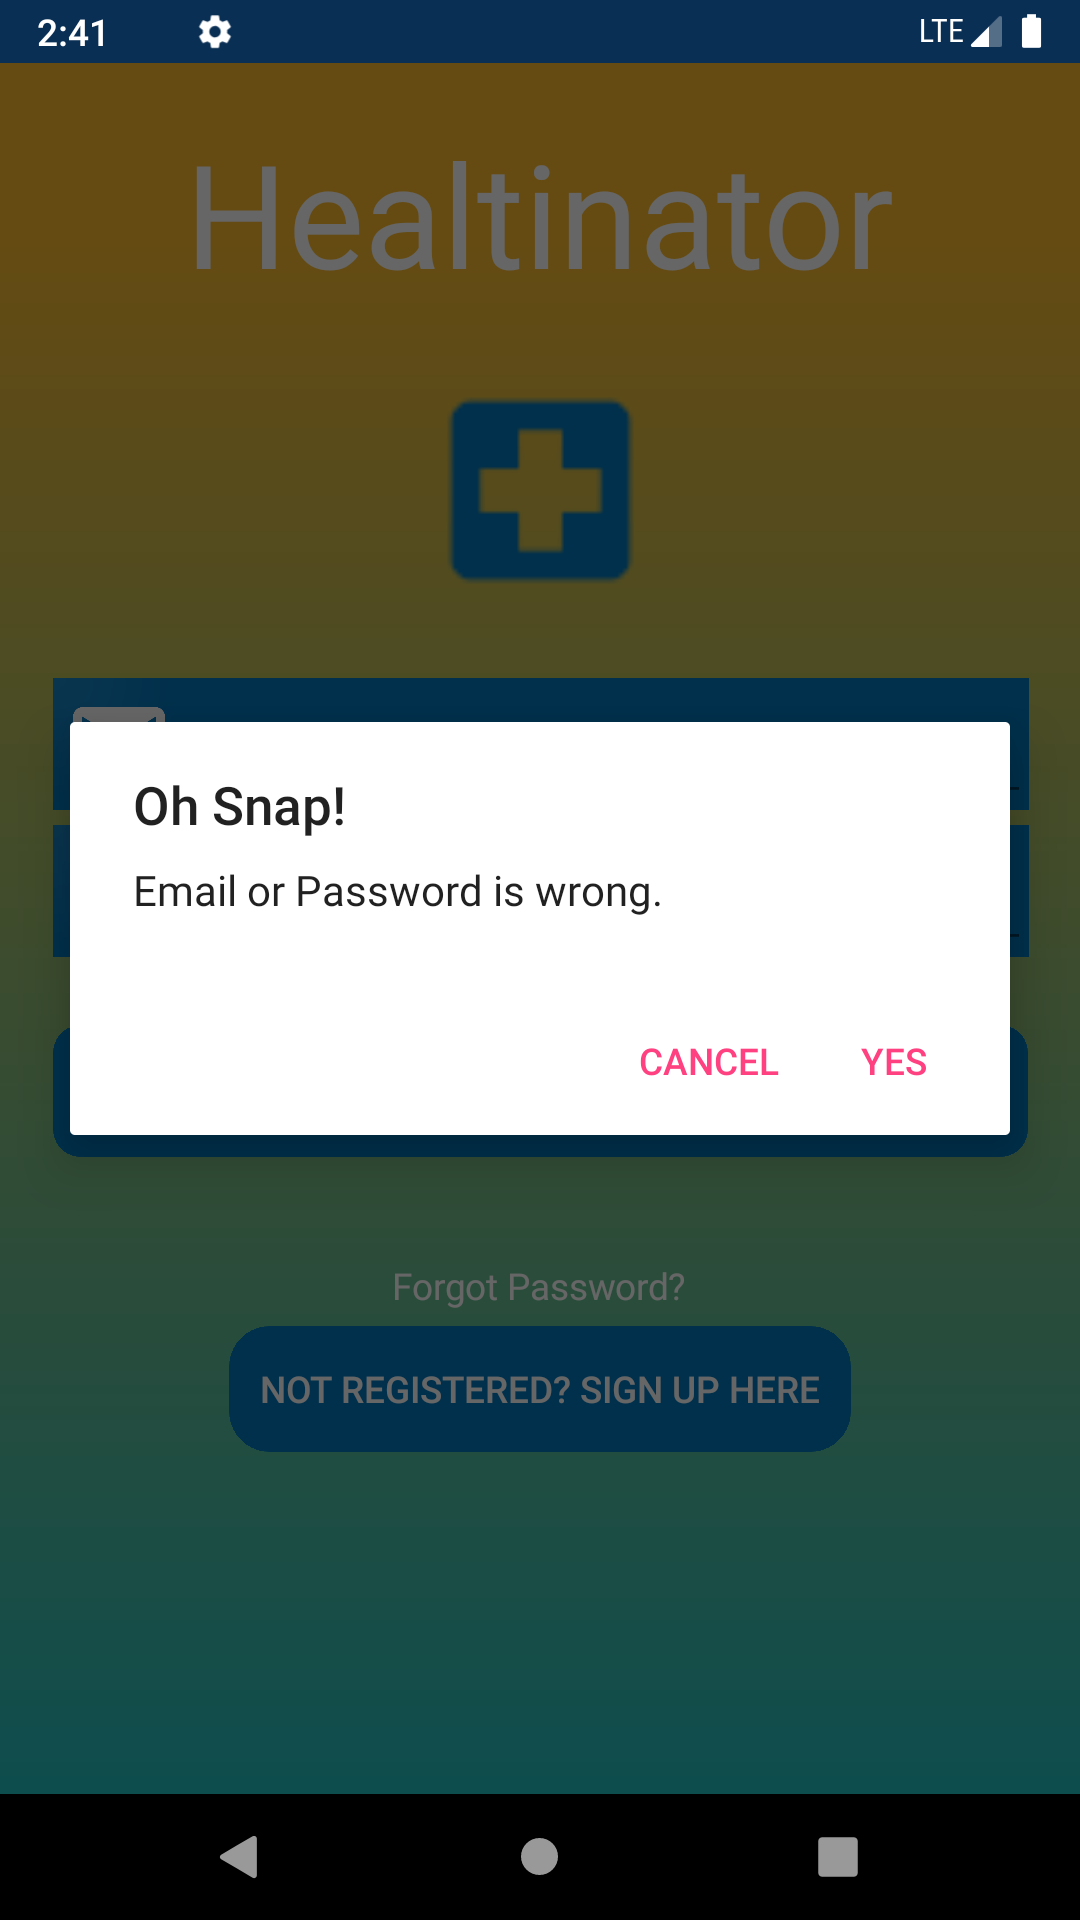 2:41
LTE
Healtinator
Oh Snap!
Email or Password is wrong.
CANCEL YES
Forgot Password?
NOT REGISTERED? SIGN UP HERE